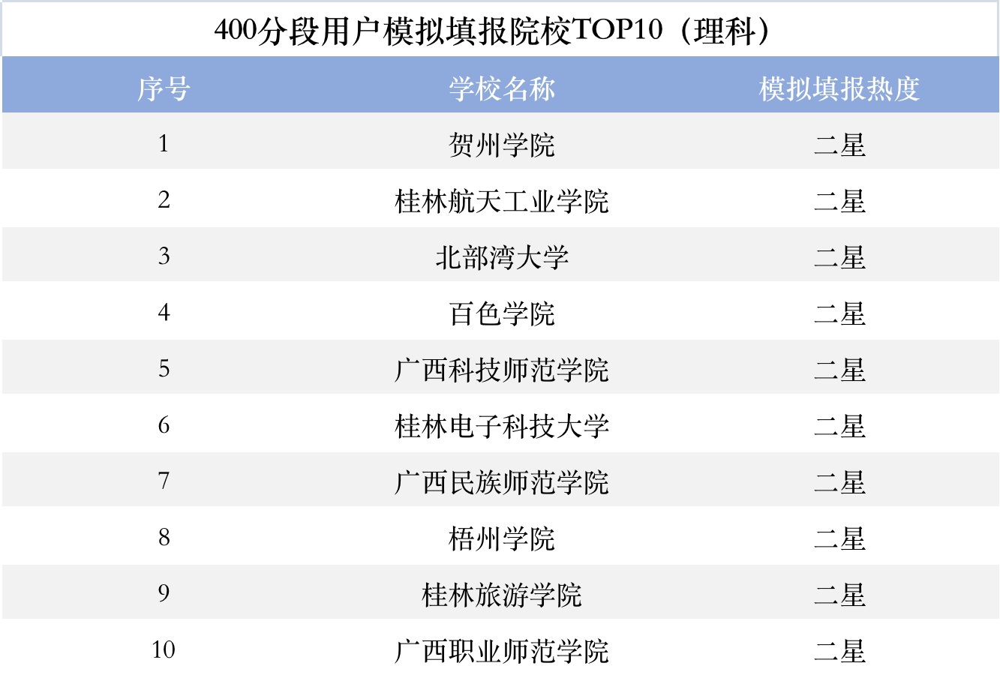 400分段用户模拟填报院校TOP10（理科）
序号 学校名称 模拟填报热度
1 贺州学院 二星
2 桂林航天工业学院 二星
3 北部湾大学 二星
4 百色学院 二星
5 广西科技师范学院 二星
6 桂林电子科技大学 二星
7 广西民族师范学院 二星
8 梧州学院 二星
9 桂林旅游学院 二星
10 广西职业师范学院 二星